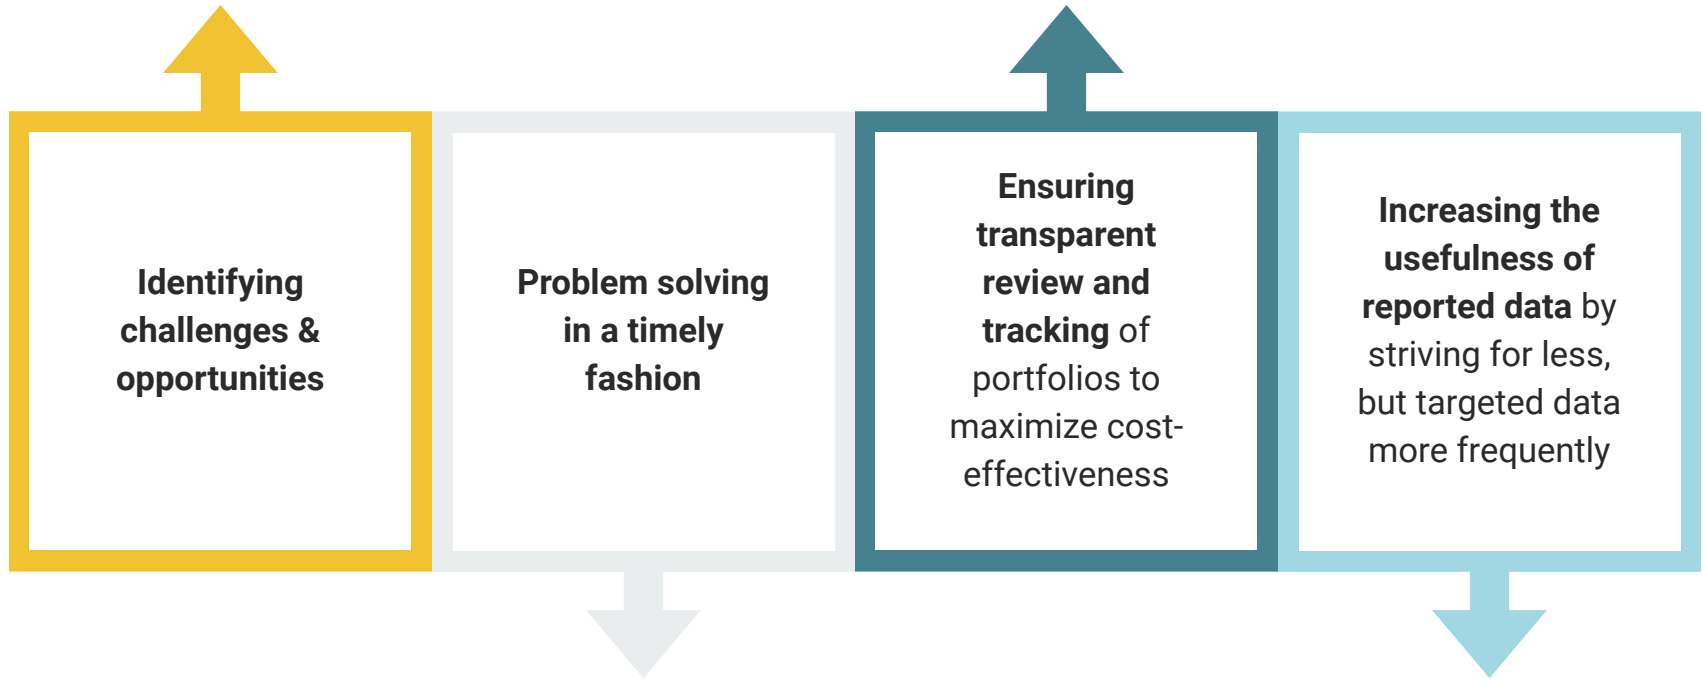 Identifying
challenges &
opportunities
Problem solving
in a timely
fashion
Ensuring
transparent
review and
tracking of
portfolios to
maximize cost-
effectiveness
Increasing the
usefulness of
reported data by
striving for less,
but targeted data
more frequently